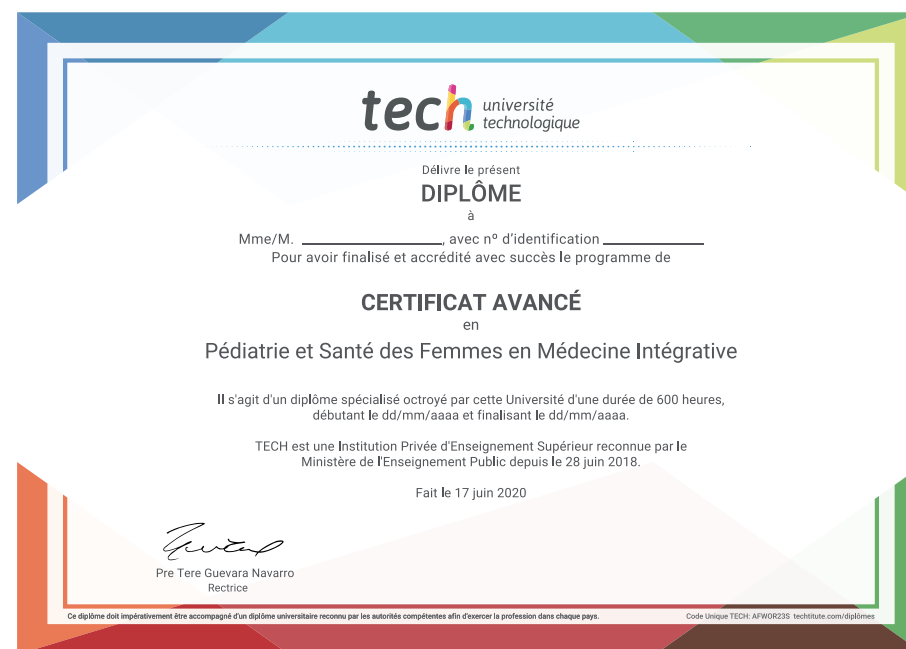 tech université
technologique
Délivre le présent
DIPLÔME
à
Mme/M. ____________________, avec nº d'identification ______________
Pour avoir finalisé et accrédité avec succès le programme de
CERTIFICAT AVANCÉ
en
Pédiatrie et Santé des Femmes en Médecine Intégrative
Il s'agit d'un diplôme spécialisé octroyé par cette Université d'une durée de 600 heures,
débutant le dd/mm/aaaa et finalisant le dd/mm/aaaa.
TECH est une Institution Privée d'Enseignement Supérieur reconnue par le
Ministère de l'Enseignement Public depuis le 28 juin 2018.
Fait le 17 juin 2020
Pre Tere Guevara Navarro
Rectrice
Ce diplôme doit impérativement être accompagné d'un diplôme universitaire reconnu par les autorités compétentes afin d'exercer la profession dans chaque pays.
Code Unique TECH: AFWOR23S techtitute.com/diplômes